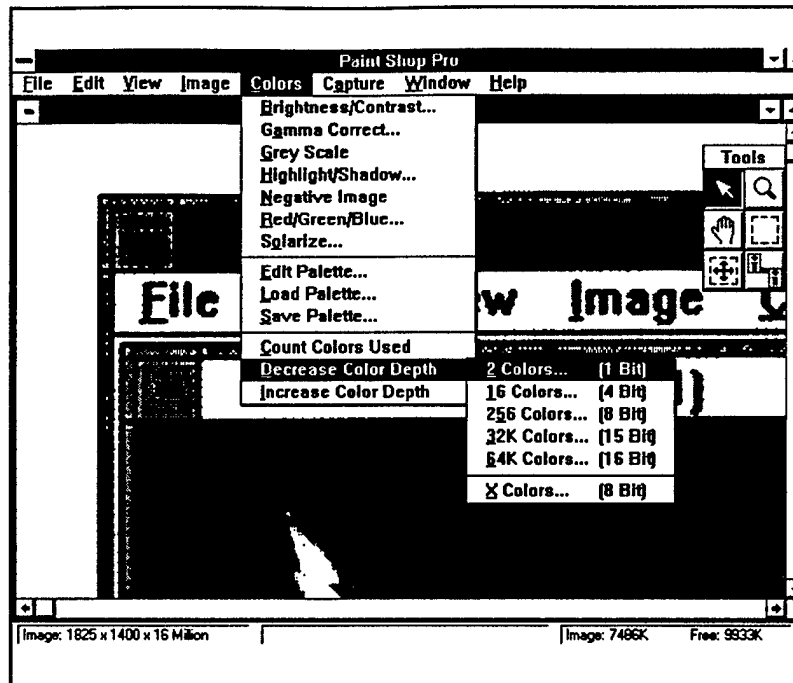 Paint Shop Pro
File Edit View Image Colors Capture Window Help
Brightness/Contrast...
Gamma Correct...
Grey Scale
Highlight/Shadow...
Negative Image
Red/Green/Blue...
Solarize...
Edit Palette...
Load Palette...
Save Palette...
Count Colors Used
Decrease Color Depth
Increase Color Depth
2 Colors... (1 Bit)
16 Colors... (4 Bit)
256 Colors... (8 Bit)
32K Colors... (15 Bit)
64K Colors... (16 Bit)
X Colors... (8 Bit)
Tools
File Image
Image: 1825 x 1400 x 16 Million
Image: 7486K Free: 9933K